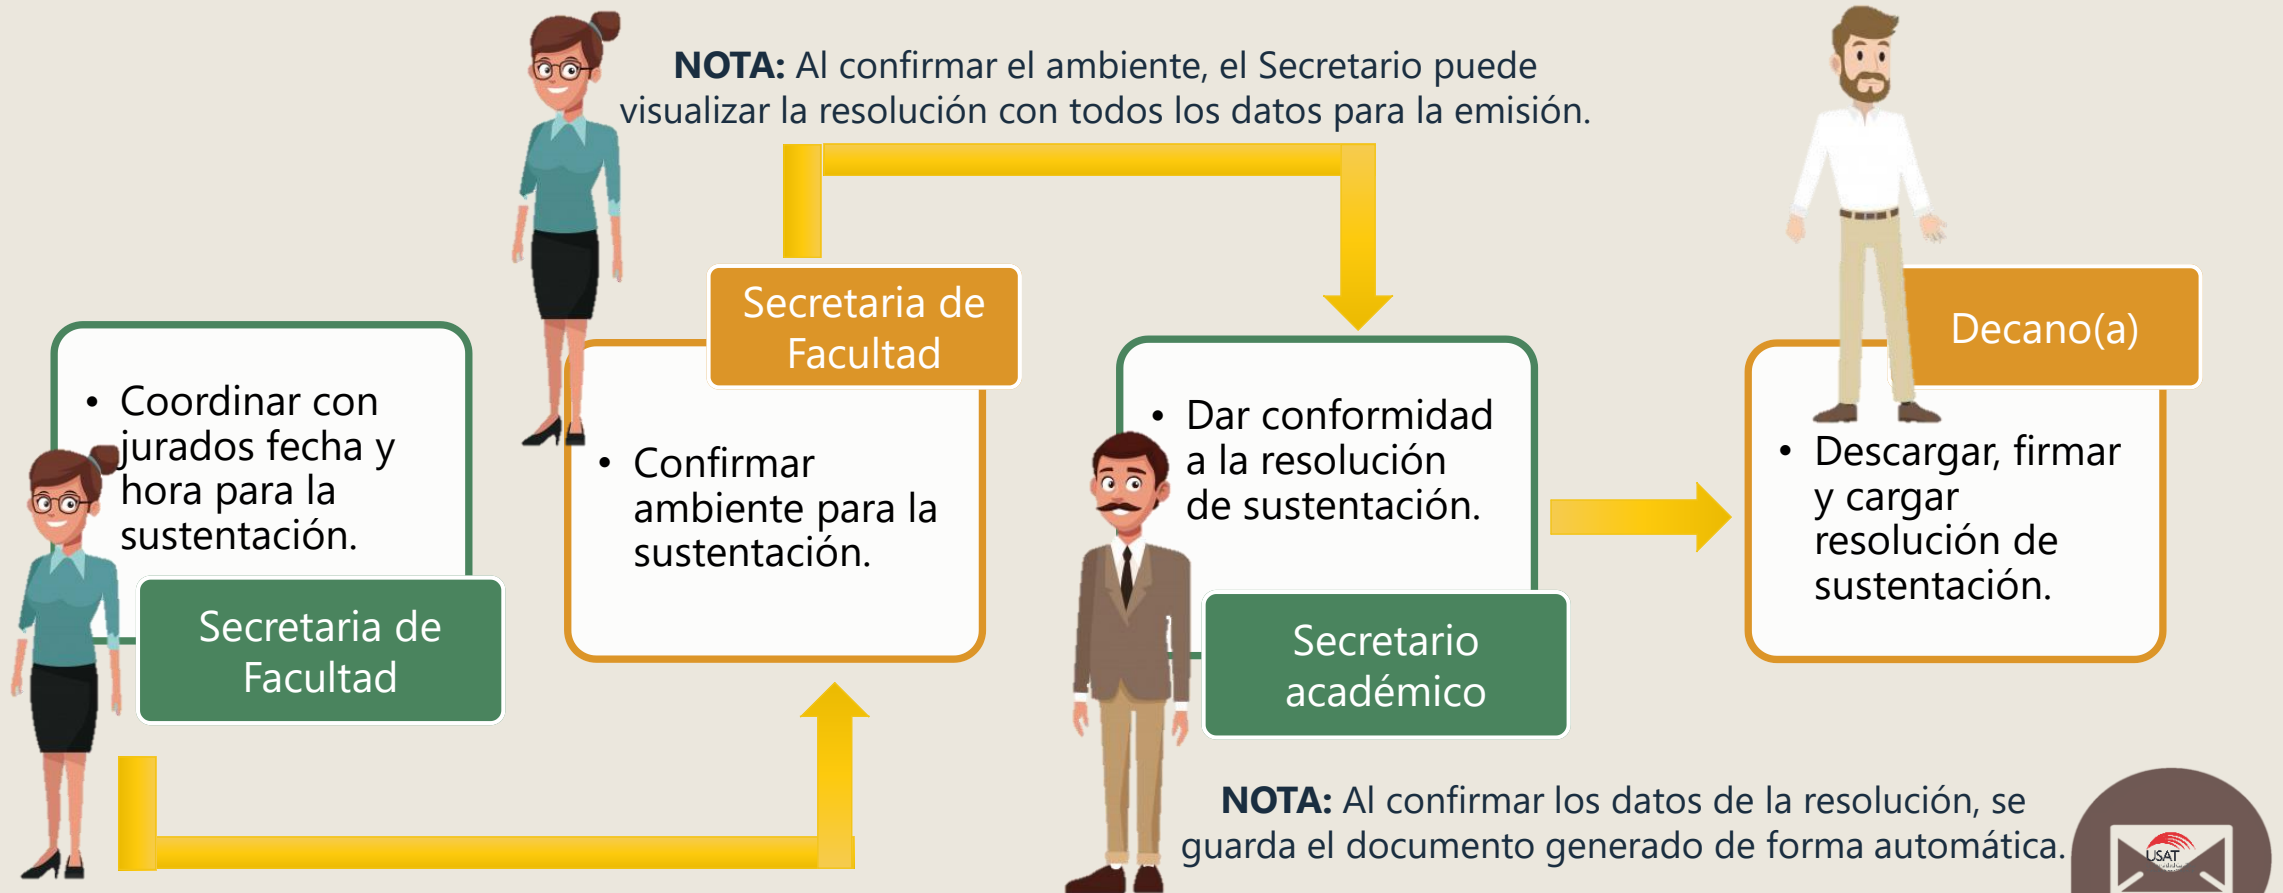 NOTA: Al confirmar el ambiente, el Secretario puede
visualizar la resolución con todos los datos para la emisión.
• Coordinar con
jurados fecha y
hora para la
sustentación.
Secretaria de
Facultad
Secretaria de
Facultad
• Confirmar
ambiente para la
sustentación.
• Dar conformidad
a la resolución
de sustentación.
Secretario
académico
Decano(a)
• Descargar, firmar
y cargar
resolución de
sustentación.
NOTA: Al confirmar los datos de la resolución, se
guarda el documento generado de forma automática.
USAT